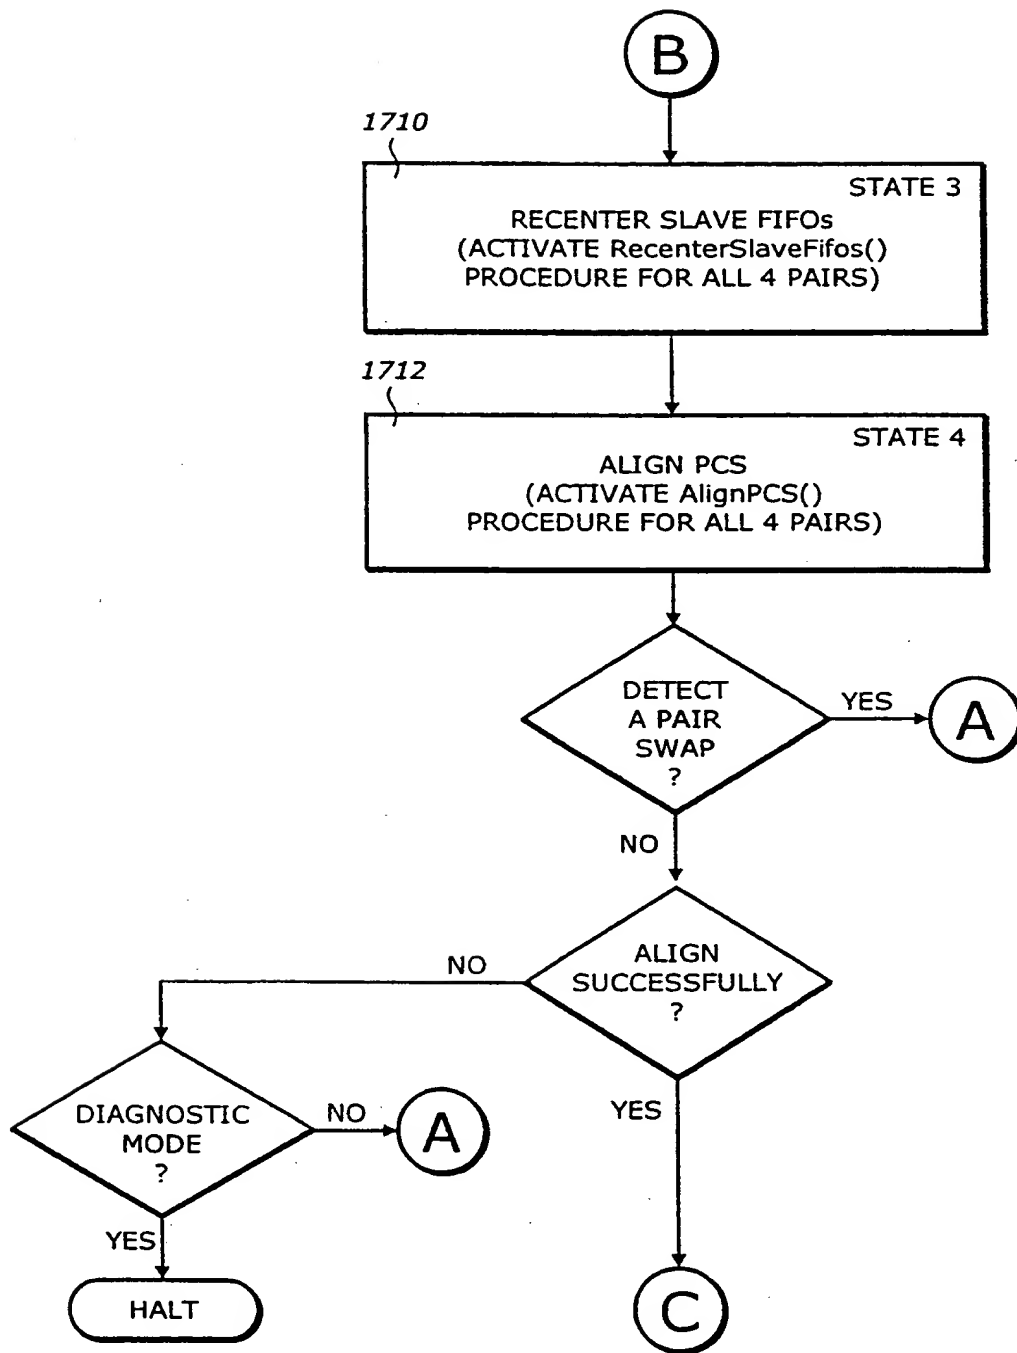 B
1710
STATE 3
RECENTER SLAVE FIFOs
(ACTIVATE RecenterSlaveFifos()
PROCEDURE FOR ALL 4 PAIRS)
1712
STATE 4
ALIGN PCS
(ACTIVATE AlignPCS()
PROCEDURE FOR ALL 4 PAIRS)
DETECT
A PAIR
SWAP
?
YES
A
NO
ALIGN
SUCCESSFULLY
?
NO
DIAGNOSTIC
MODE
?
NO
A
YES
YES
HALT
C